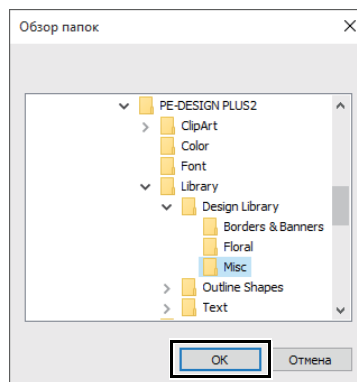 Обзор папок
PE-DESIGN PLUS2
ClipArt
Color
Font
Library
Design Library
Borders & Banners
Floral
Misc
Outline Shapes
Text
OK Отмена